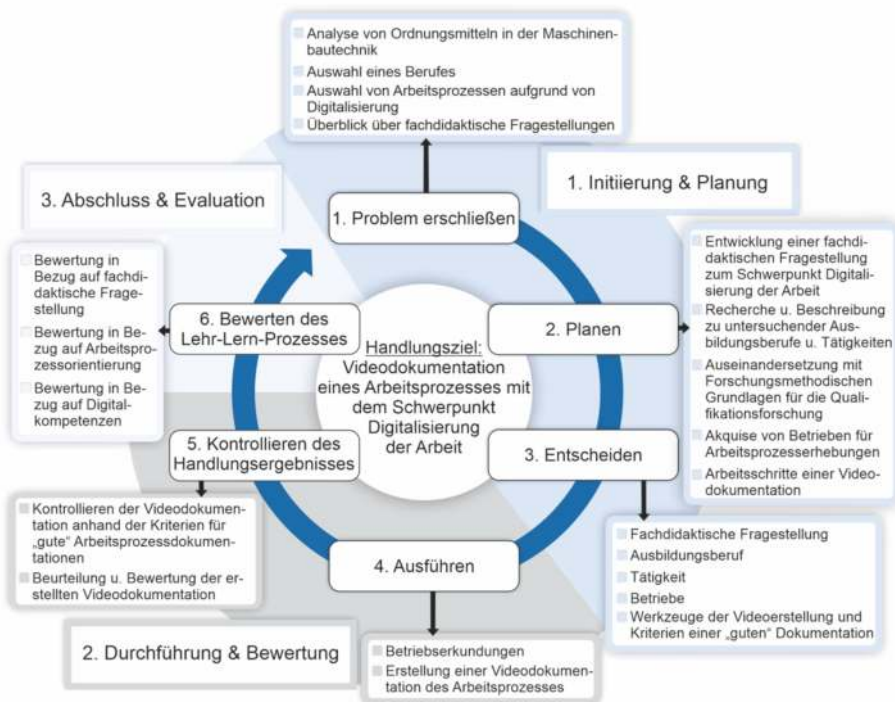 Analyse von Ordnungsmitteln in der Maschinen-
bautechnik
Auswahl eines Berufes
Auswahl von Arbeitsprozessen aufgrund von
Digitalisierung
Überblick über fachdidaktische Fragestellungen
1. Initiierung & Planung
3. Abschluss & Evaluation
1. Problem erschließen
Entwicklung einer fachdi-
daktischen Fragestellung
zum Schwerpunkt Digitali-
sierung der Arbeit
Recherche u. Beschreibung
zu untersuchender Aus-
bildungsberufe u. Tätigkeiten
Auseinandersetzung mit
Forschungsmethodischen
Grundlagen für die Quali-
fikationsforschung
Akquise von Betrieben für
Arbeitsprozesserhebungen
Arbeitsschritte einer Video-
dokumentation
2. Planen
Bewertung in
Bezug auf fachdi-
daktische Frage-
stellung
Bewertung in Be-
zug auf Arbeitspro-
zessorientierung
Bewertung in Be-
zug auf Digital-
kompetenzen
6. Bewerten des
Lehr-Lern-Prozesses
Handlungsziel:
Videodokumentation
eines Arbeitsprozesses mit
dem Schwerpunkt
Digitalisierung
der Arbeit
3. Entscheiden
5. Kontrollieren des
Handlungsergebnisses
Kontrollieren der Videodokumen-
tation anhand der Kriterien für
„gute“ Arbeitsprozessdokumen-
tationen
Beurteilung u. Bewertung der er-
stellten Videodokumentation
4. Ausführen
Fachdidaktische Fragestellung
Ausbildungsberuf
Tätigkeit
Betriebe
Werkzeuge der Videoerstellung und
Kriterien einer „guten“ Dokumentation
2. Durchführung & Bewertung
Betriebserkundungen
Erstellung einer Videodokumen-
tation des Arbeitsprozesses